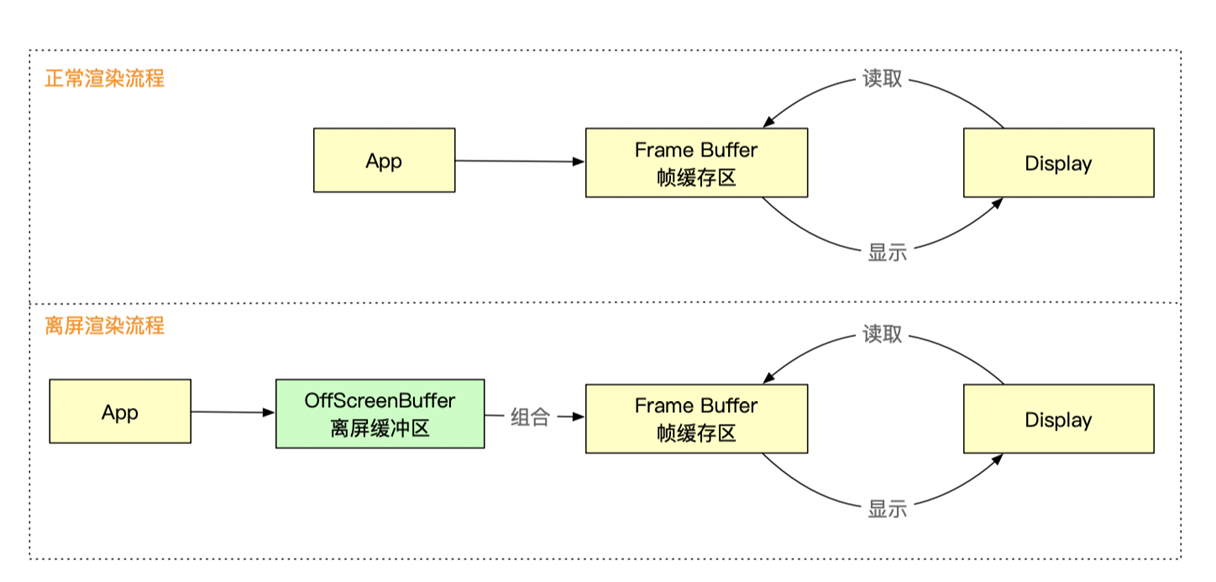 正常渲染流程
读取
App
Frame Buffer
帧缓存区
Display
显示
离屏渲染流程
读取
App
OffScreenBuffer
离屏缓冲区
组合
Frame Buffer
帧缓存区
Display
显示